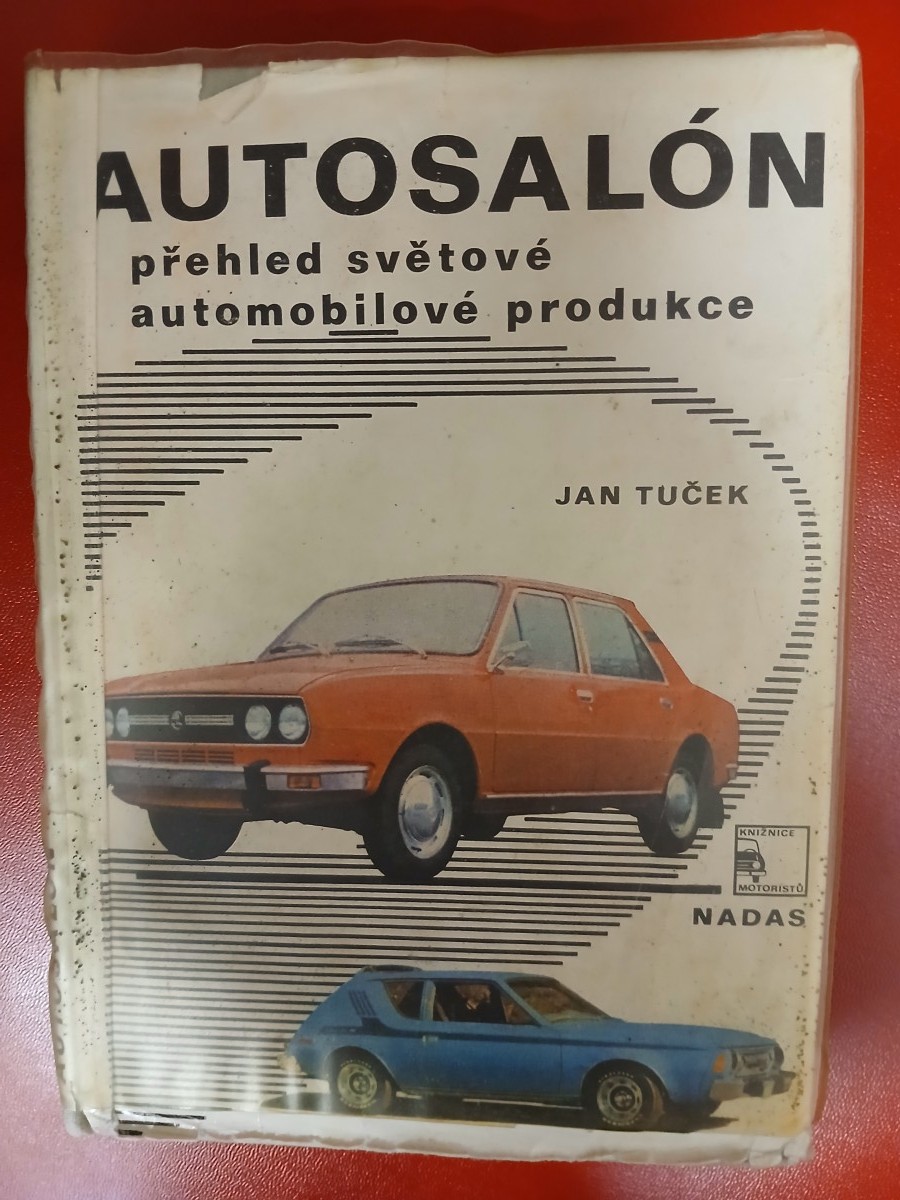 AUTOSALÓN
přehled světové
automobilové produkce
JAN TUČEK
KNIŽNICE
MOTORISTŮ
NADAS